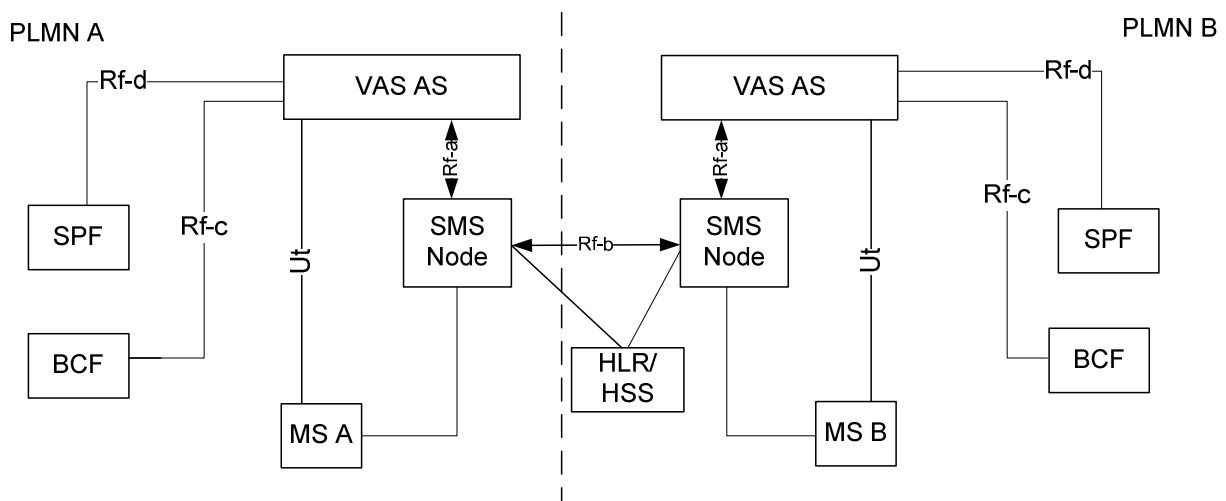 PLMN A
PLMN B
VAS AS
VAS AS
Rf-d
Rf-d
Rf-a
Rf-a
Rf-c
Rf-c
SPF
SPF
SMS
Node
SMS
Node
Rf-b
Ut
Ut
BCF
BCF
HLR/
HSS
MS A
MS B